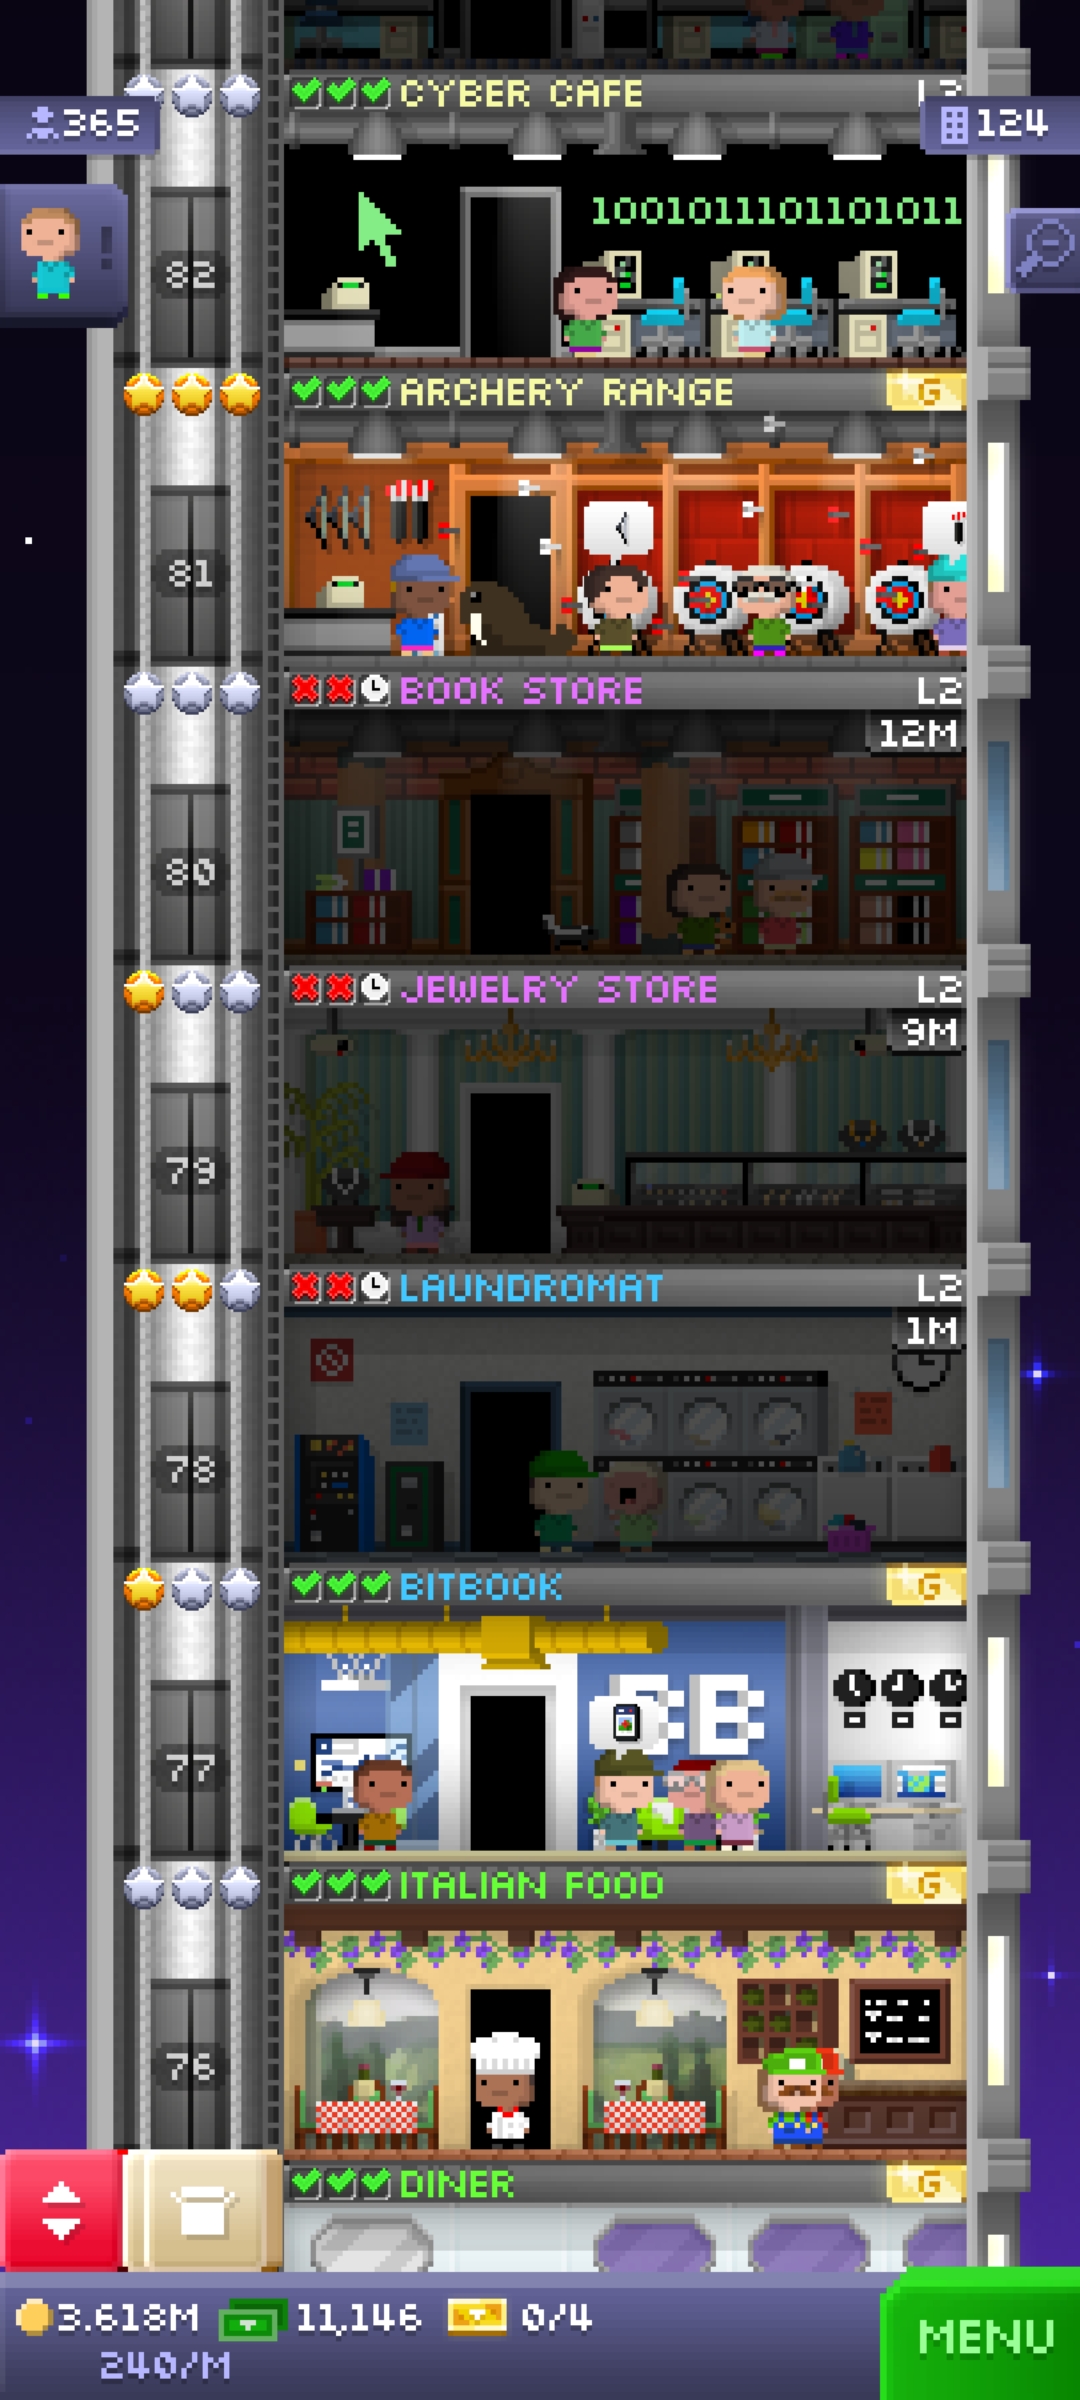 CYBER CAFE
365
124
1001011101101011
82
ARCHERY RANGE G
81
BOOK STORE L2
12M
80
JEWELRY STORE L2
9M
79
LAUNDROMAT L2
1M
78
BITBOOK G
B
77
ITALIAN FOOD G
76
DINER G
3.618M 11,146 0/4
240/M
MENU